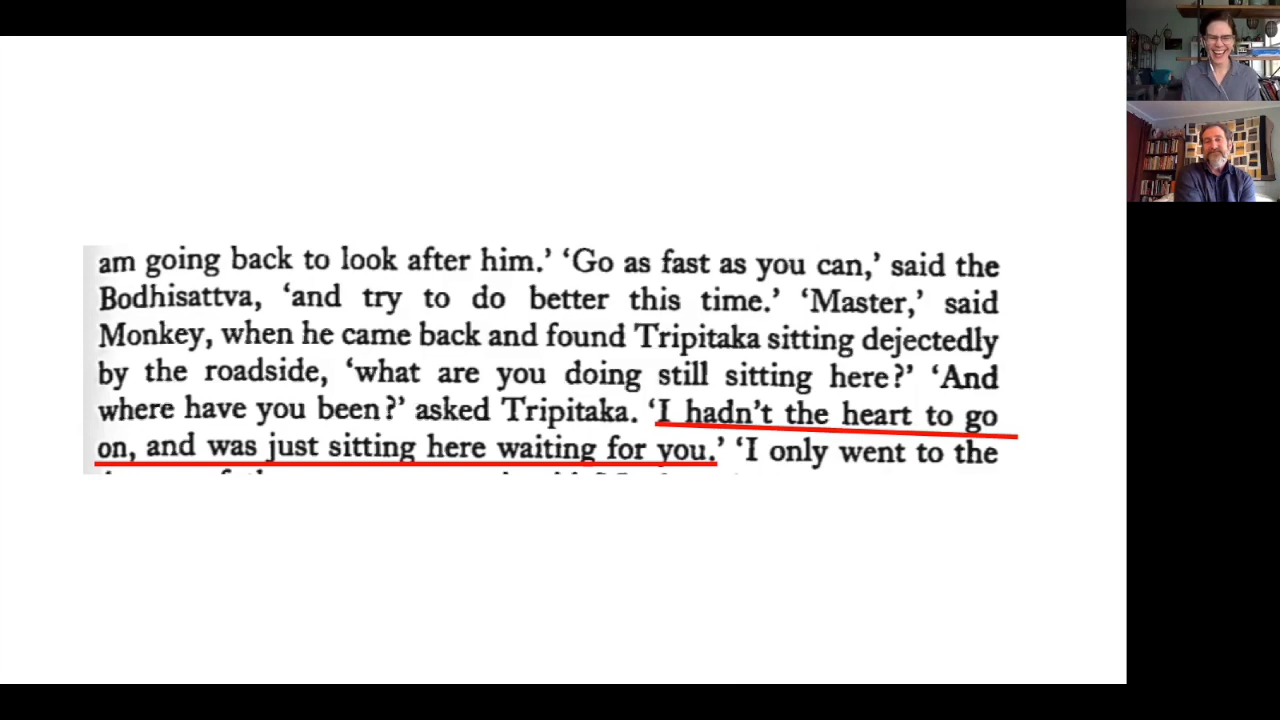 am going back to look after him.’ ‘Go as fast as you can,’ said the
Bodhisattva, ‘and try to do better this time.’ ‘Master,’ said
Monkey, when he came back and found Tripitaka sitting dejectedly
by the roadside, ‘what are you doing still sitting here?’ ‘And
where have you been?’ asked Tripitaka. ‘I hadn’t the heart to go
on, and was just sitting here waiting for you.’ ‘I only went to the